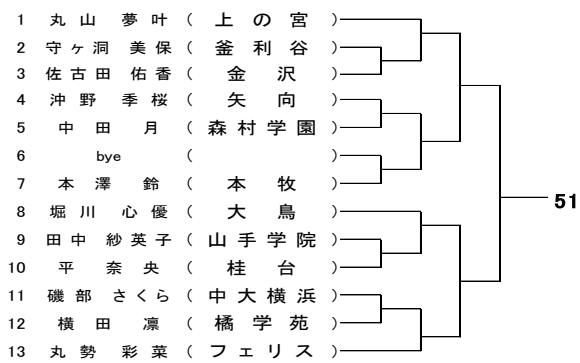 1 丸山 夢叶 ( 上の宮 )
2 守ヶ洞 美保 ( 釜利谷 )
3 佐古田 佑香 ( 金沢 )
4 沖野 季桜 ( 矢向 )
5 中田 月 ( 森村学園 )
6 bye ( )
7 本澤 鈴 ( 本牧 )
8 堀川 心優 ( 大鳥 )
51
9 田中 紗英子 ( 山手学院 )
10 平 奈央 ( 桂台 )
11 磯部 さくら ( 中大横浜 )
12 横田 凛 ( 橘学苑 )
13 丸勢 彩菜 ( フェリス )